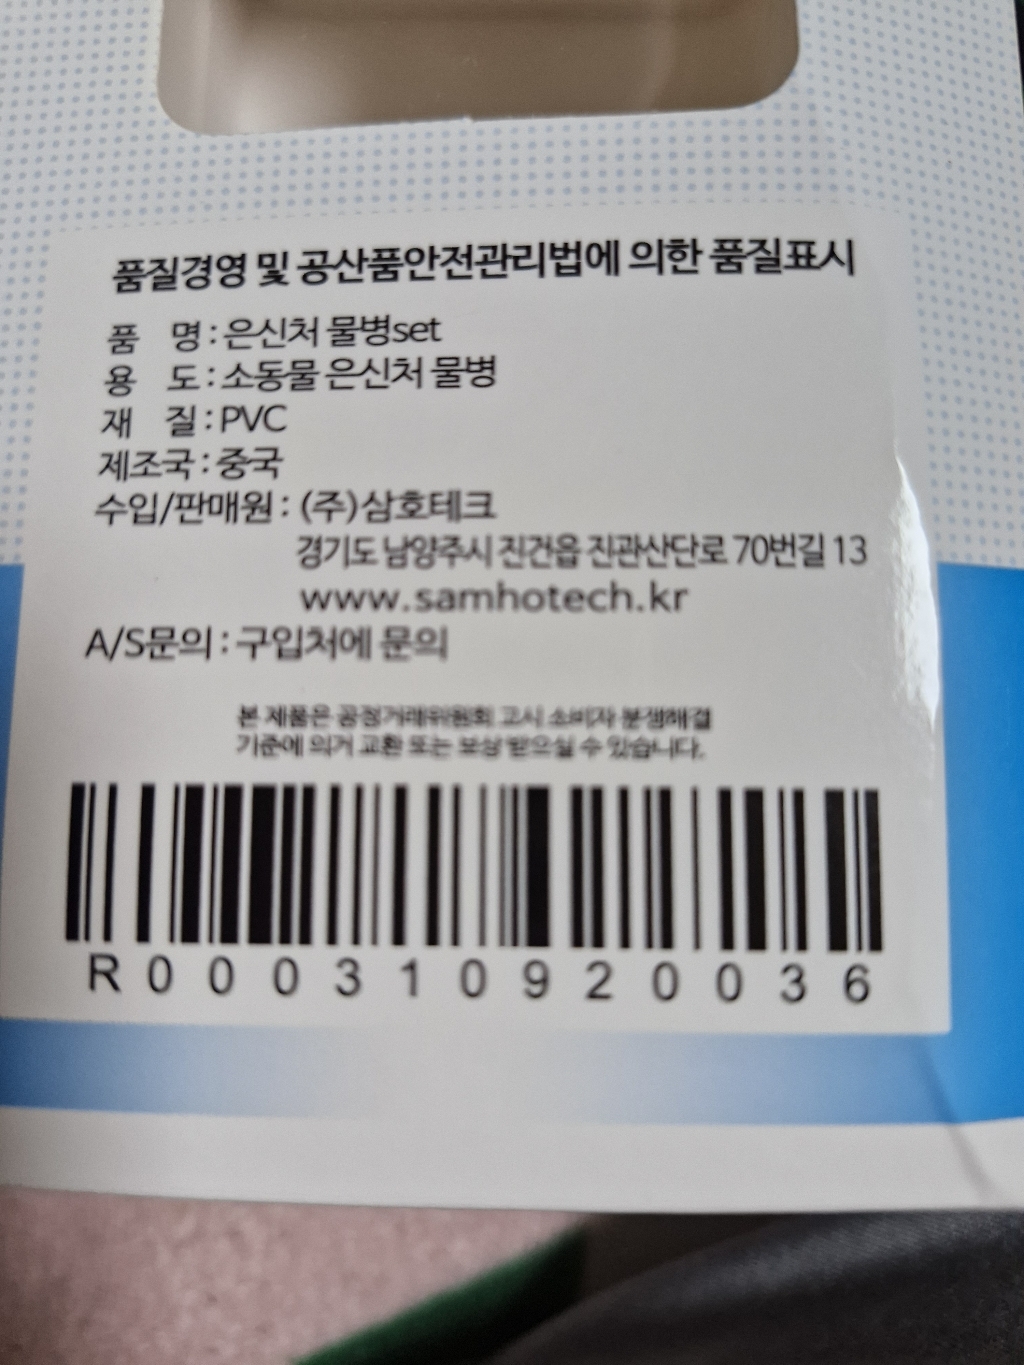 품질경영 및 공산품안전관리법에 의한 품질표시
품 명 : 은신처 물병set
용 도 : 소동물 은신처 물병
재 질 : PVC
제조국 : 중국
수입/판매원 : (주)삼호테크
경기도 남양주시 진건읍 진관산단로 70번길 13
www.samhotech.kr
A/S문의 : 구입처에 문의
본 제품은 공정거래위원회 고시 소비자 분쟁해결
기준에 의거 교환 또는 보상 받으실 수 있습니다.
R000310920036